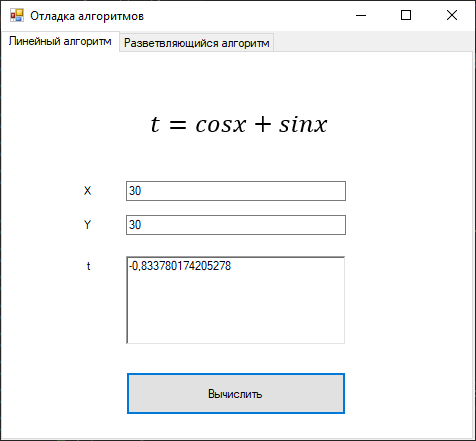 Отладка алгоритмов
Линейный алгоритм Разветвляющийся алгоритм
t = cosx + sinx
X 30
Y 30
t -0,833780174205278
Вычислить